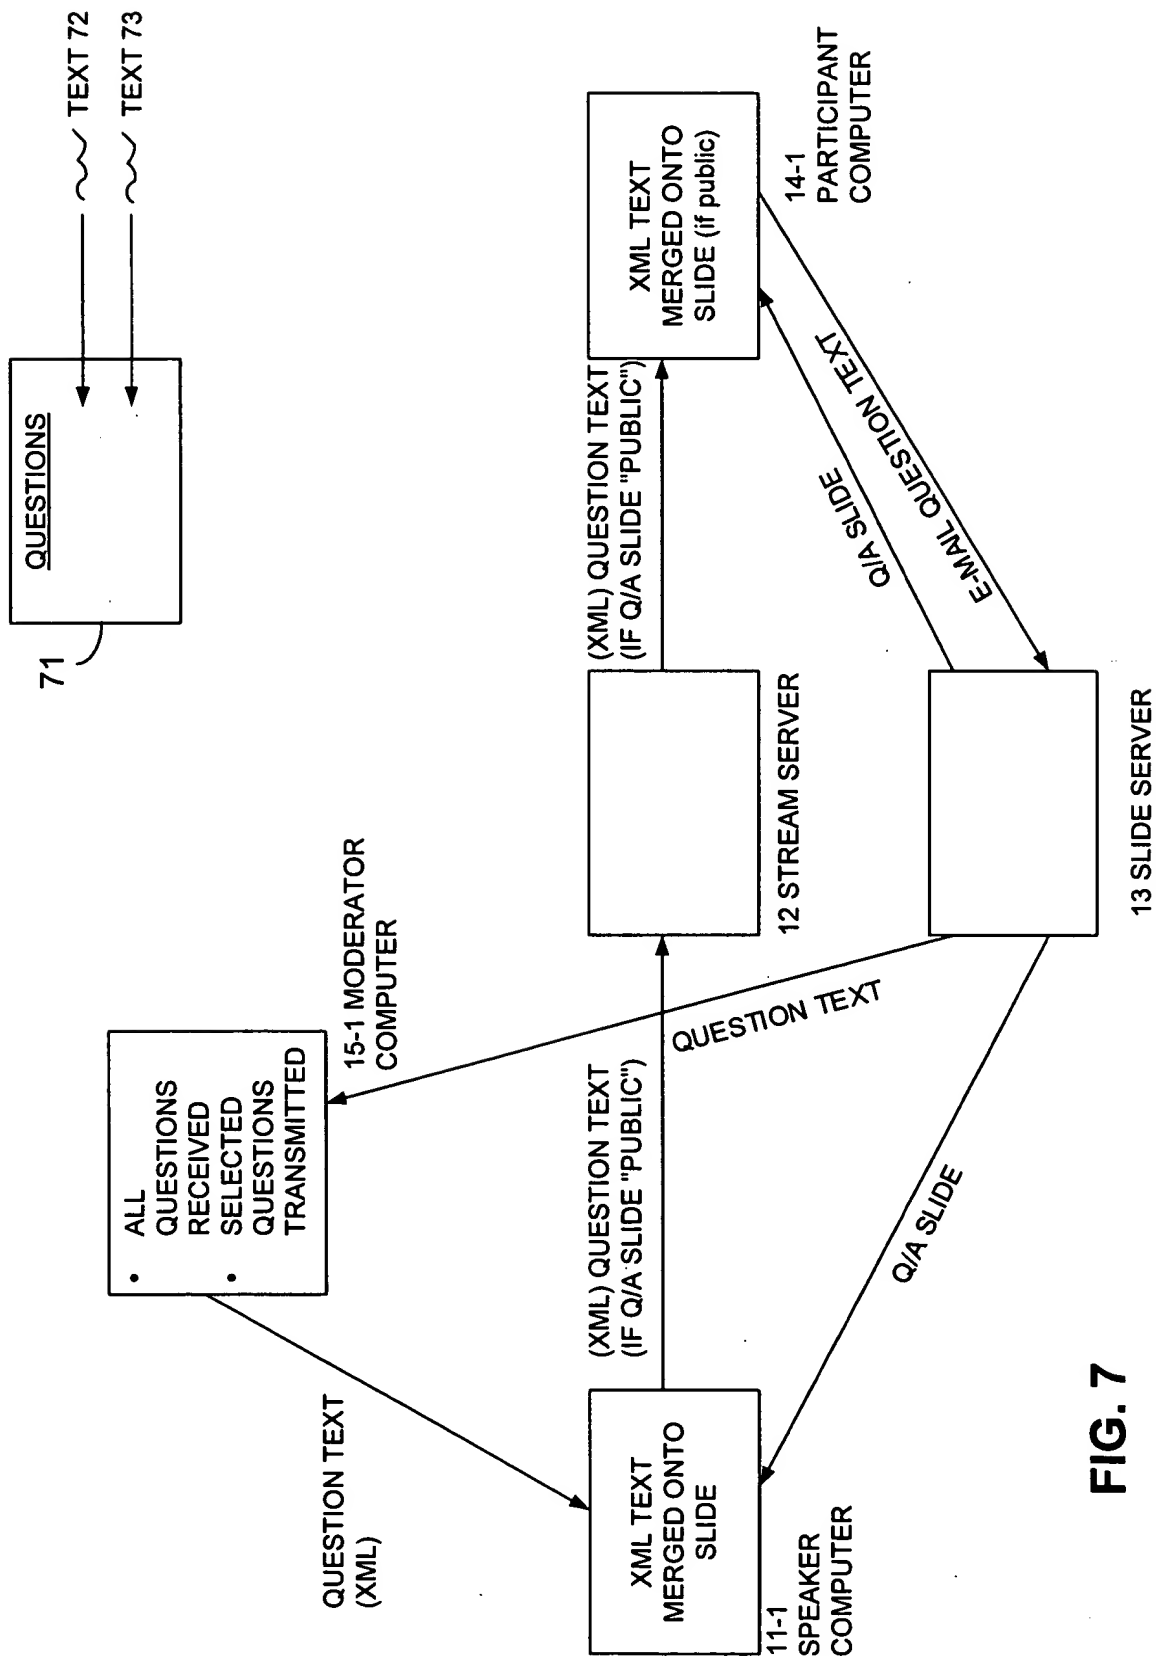 QUESTIONS
TEXT 72
TEXT 73
71
• ALL
QUESTIONS
RECEIVED
• SELECTED
QUESTIONS
TRANSMITTED
15-1 MODERATOR
COMPUTER
QUESTION TEXT
(XML)
XML TEXT
MERGED ONTO
SLIDE
11-1
SPEAKER
COMPUTER
(XML) QUESTION TEXT
(IF Q/A SLIDE "PUBLIC")
QUESTION TEXT
12 STREAM SERVER
(XML) QUESTION TEXT
(IF Q/A SLIDE "PUBLIC")
XML TEXT
MERGED ONTO
SLIDE (if public)
14-1
PARTICIPANT
COMPUTER
Q/A SLIDE
E-MAIL QUESTION TEXT
Q/A SLIDE
13 SLIDE SERVER
FIG. 7